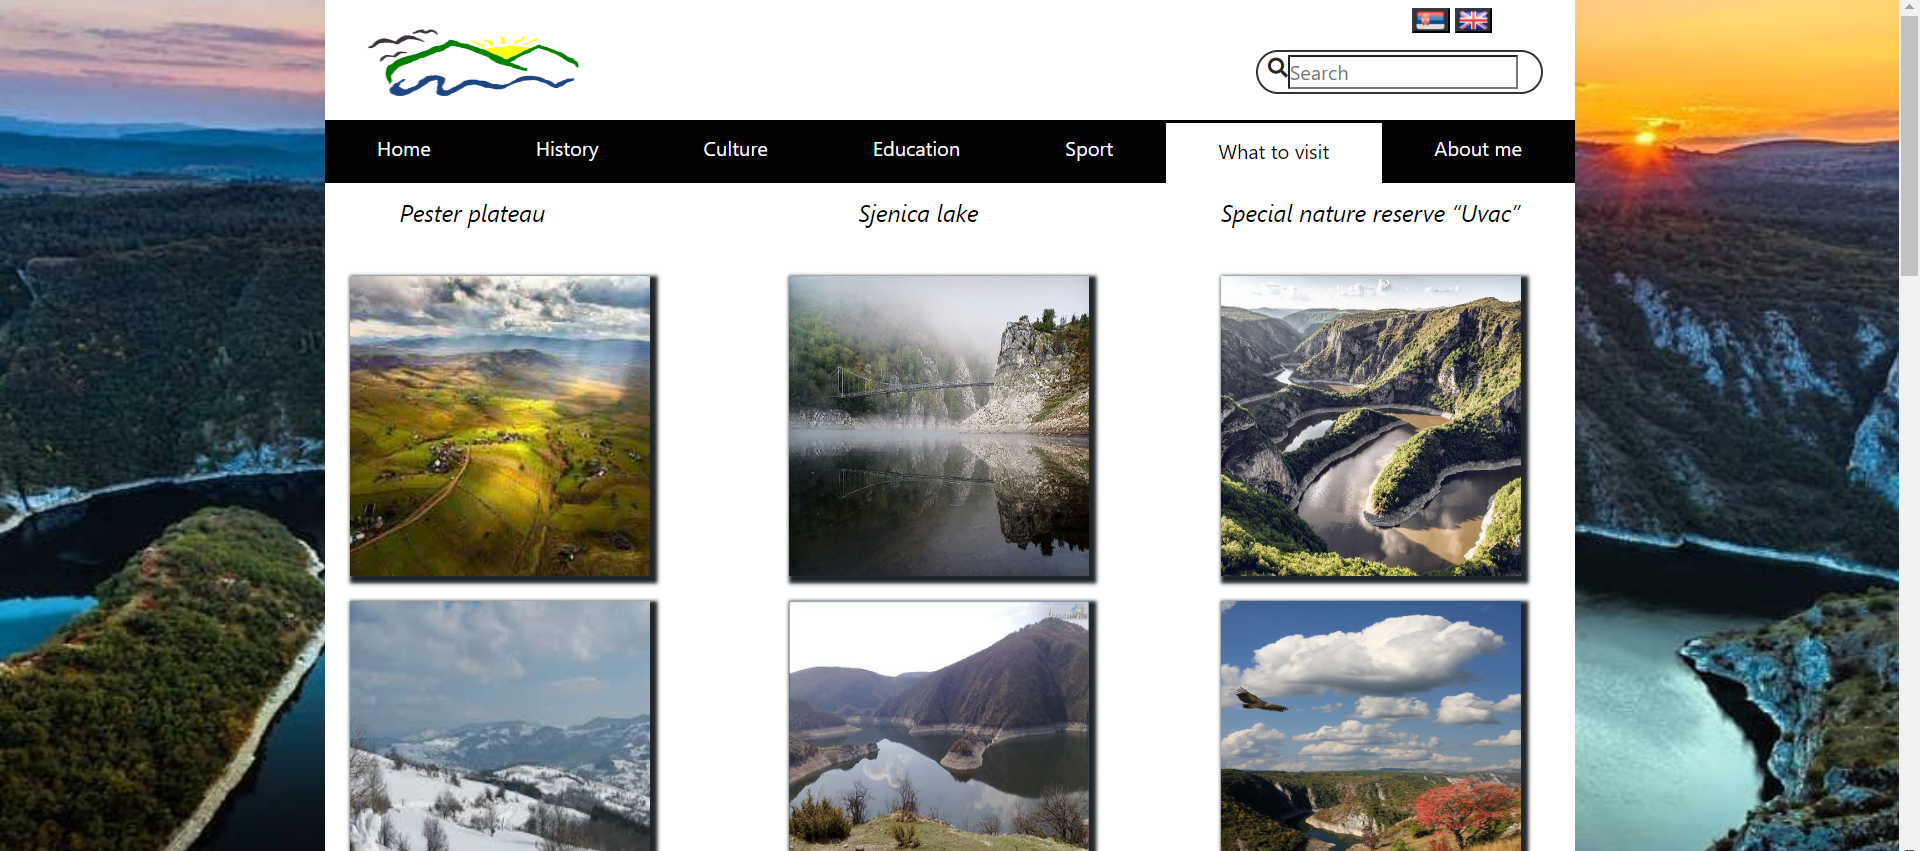 Search
Home History Culture Education Sport What to visit About me
Pester plateau Sjenica lake Special nature reserve “Uvac”